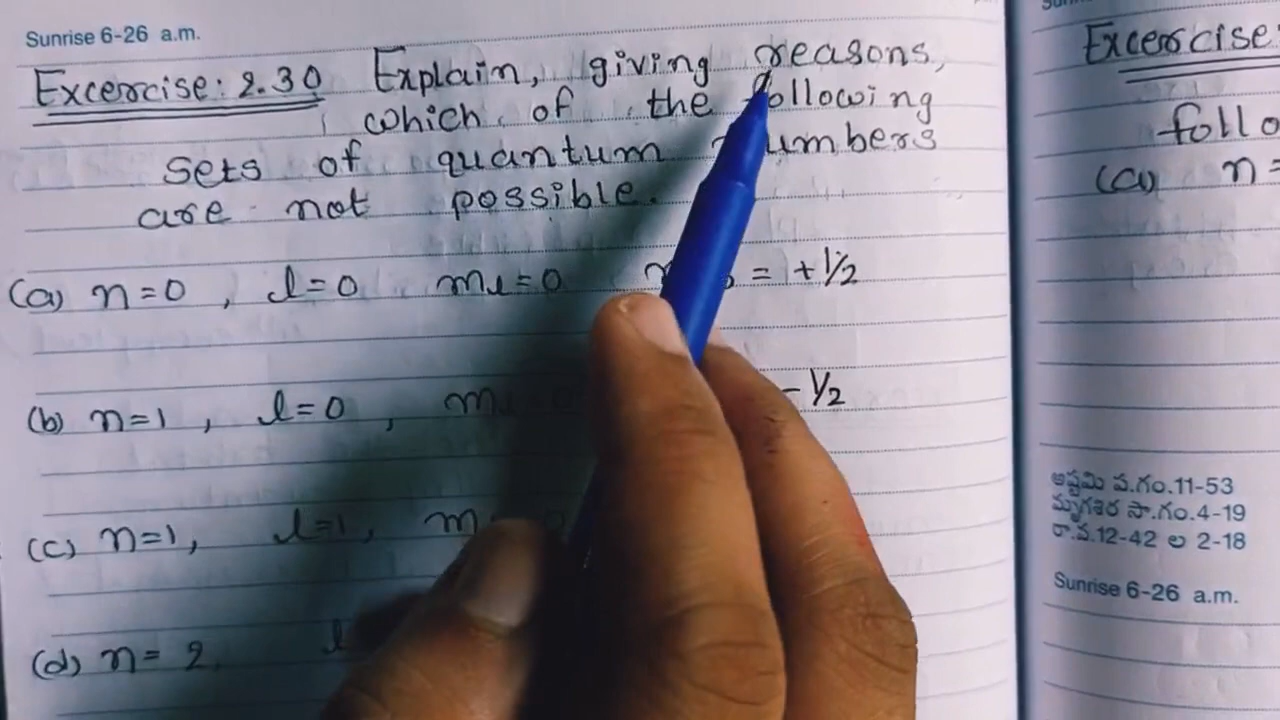 Sunrise 6-26 a.m.
Excercise: 2.30 Explain, giving reasons,
which of the following
sets of quantum numbers
are not possible.
(a) n=0 , l=0 ml=0 = +1/2
(b) n=1 , l=0 , m - 1/2
(c) n=1, l=1, m
(d) n= 2 l
Excercise
follo
(a) n=
అష్టమి ప.గం.11-53
మృగశిర సా.గం.4-19
రా.వ.12-42 ల 2-18
Sunrise 6-26 a.m.